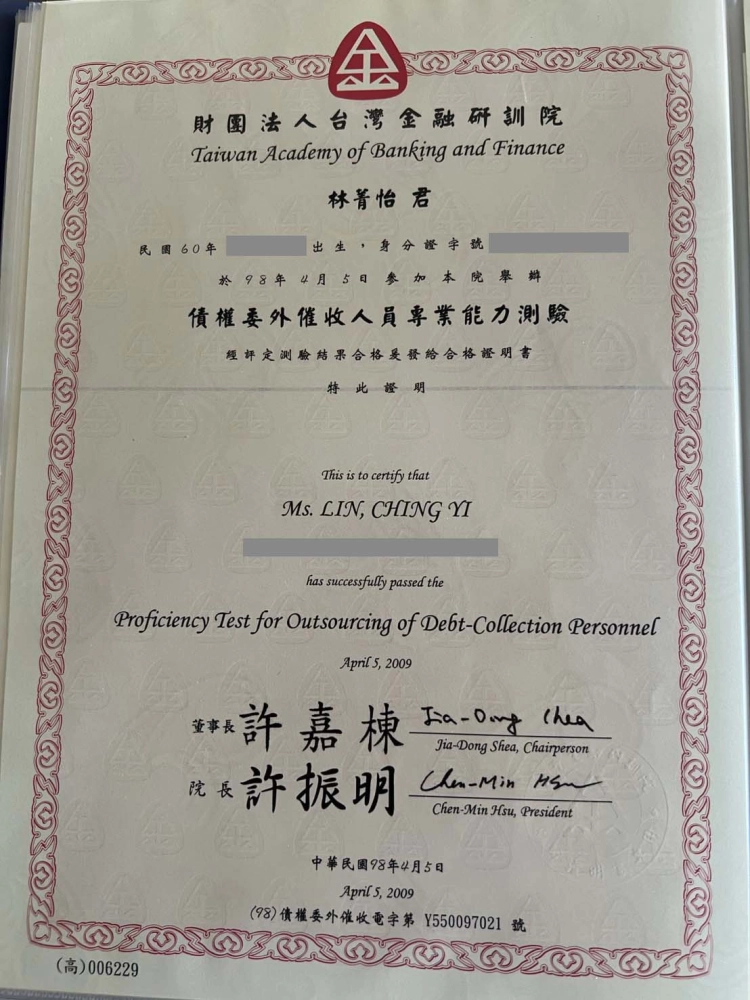 金
財團法人台灣金融研訓院
Taiwan Academy of Banking and Finance
林菁怡 君
民國60年 出生，身分證字號
於98年4月5日參加本院舉辦
債權委外催收人員專業能力測驗
經評定測驗結果合格爰發給合格證明書
特此證明
This is to certify that
Ms. LIN, CHING YI
has successfully passed the
Proficiency Test for Outsourcing of Debt-Collection Personnel
April 5, 2009
董事長 許嘉棟 Jia-Dong Shea
Jia-Dong Shea, Chairperson
院長 許振明 Chen-Min Hsu
Chen-Min Hsu, President
中華民國98年4月5日
April 5, 2009
(98)債權委外催收電字第 Y550097021 號
(高)006229